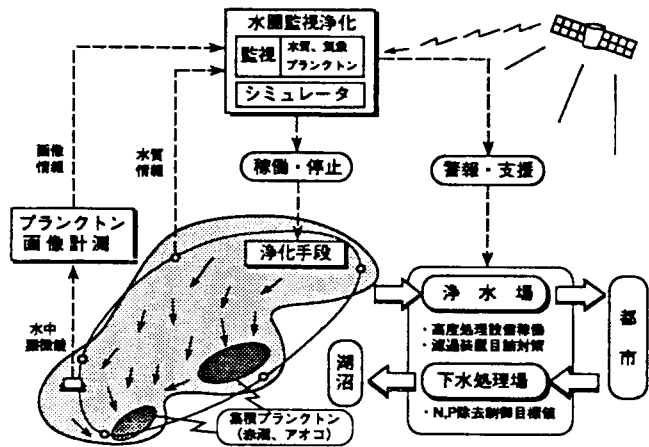 水圏監視浄化
監視
水質、気象
プランクトン
シミュレータ
画像
情報
水質
情報
稼働・停止
警報・支援
プランクトン
画像計測
浄化手段
水中
顕微鏡
浄水場
・高度処理設備稼働
・濾過装置目詰対策
都市
湖沼
下水処理場
・N,P除去制御目標値
集積プランクトン
(赤潮、アオコ)